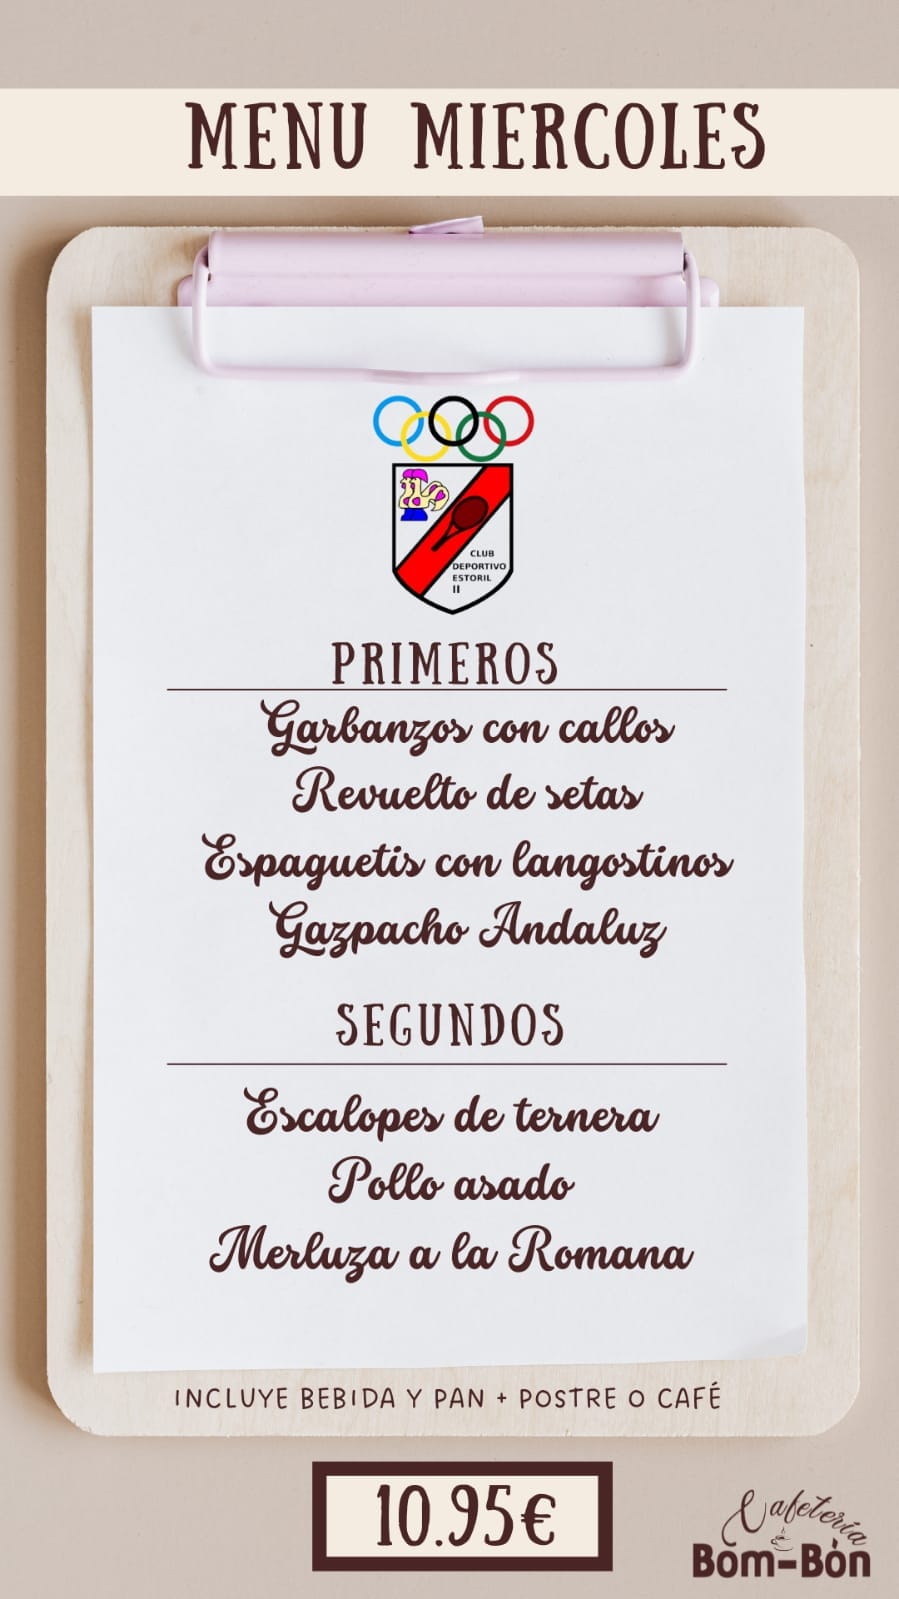 MENU MIERCOLES
CLUB
DEPORTIVO
ESTORIL
II
PRIMEROS
Garbanzos con callos
Revuelto de setas
Espaguetis con langostinos
Gazpacho Andaluz
SEGUNDOS
Escalopes de ternera
Pollo asado
Merluza a la Romana
INCLUYE BEBIDA Y PAN + POSTRE O CAFÉ
10.95€
Cafetería
Bom-Bòn